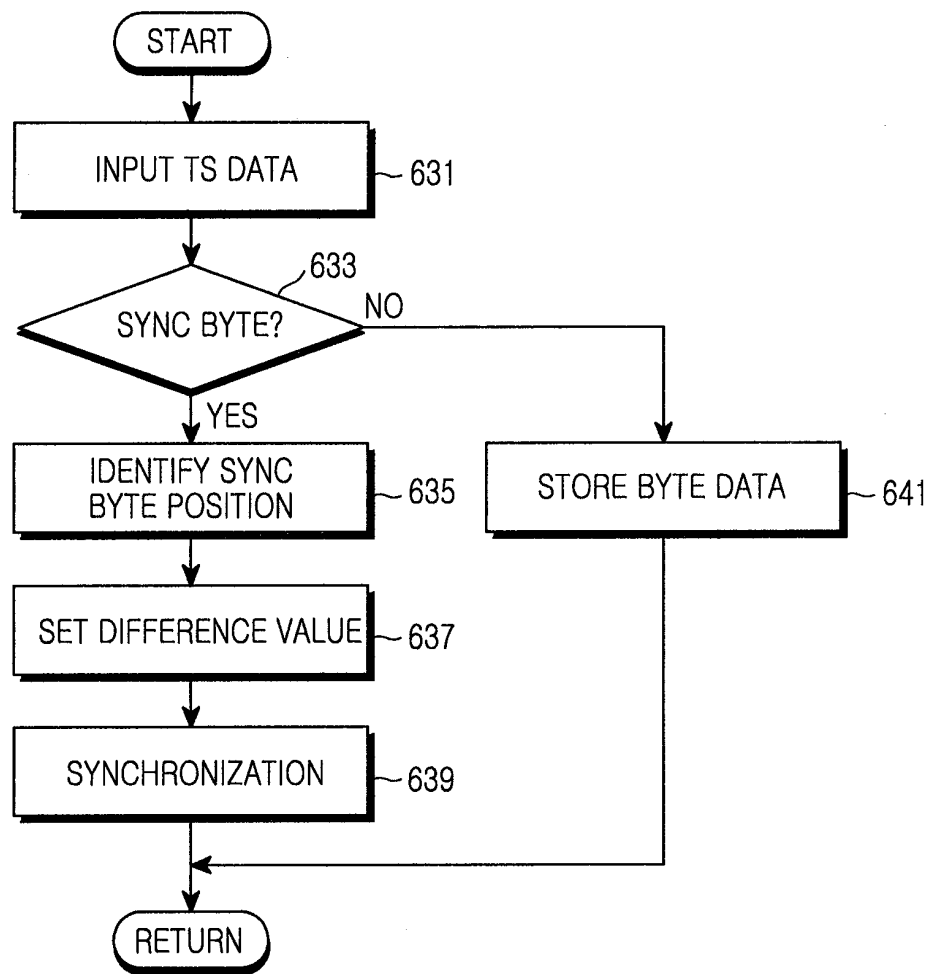 START
INPUT TS DATA
631
633
SYNC BYTE?
NO
YES
IDENTIFY SYNC
BYTE POSITION
635
STORE BYTE DATA
641
SET DIFFERENCE VALUE
637
SYNCHRONIZATION
639
RETURN